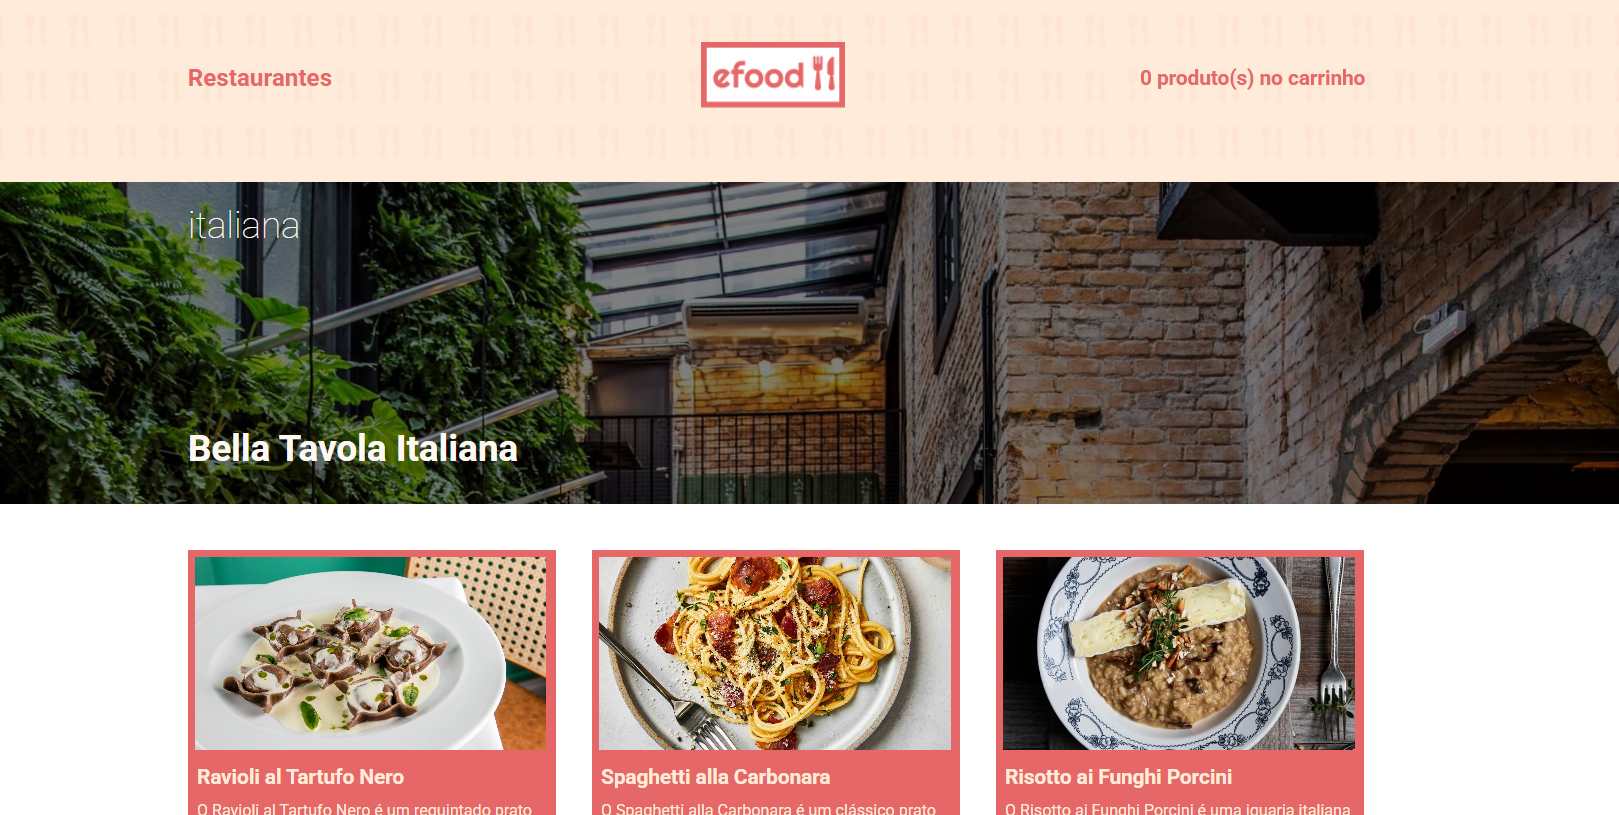 Restaurantes
efood
0 produto(s) no carrinho
italiana
Bella Tavola Italiana
Ravioli al Tartufo Nero
Spaghetti alla Carbonara
Risotto ai Funghi Porcini
O Ravioli al Tartufo Nero é um requintado prato
O Spaghetti alla Carbonara é um clássico prato
O Risotto ai Funghi Porcini é uma iguaria italiana